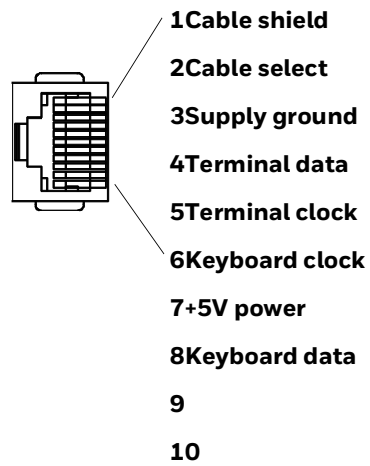 1Cable shield
2Cable select
3Supply ground
4Terminal data
5Terminal clock
6Keyboard clock
7+5V power
8Keyboard data
9
10